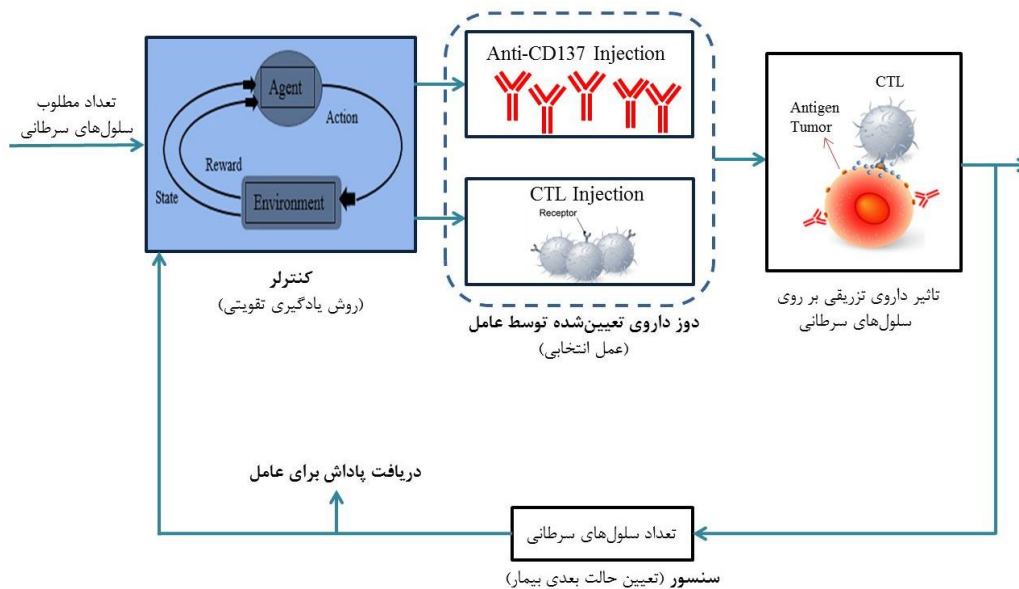 تعداد مطلوب
سلول‌های سرطانی
Agent
Action
Reward
State
Environment
کنترلر
(روش یادگیری تقویتی)
Anti-CD137 Injection
CTL Injection
Receptor
دوز داروی تعیین‌شده توسط عامل
(عمل انتخابی)
CTL
Antigen
Tumor
تاثیر داروی تزریقی بر روی
سلول‌های سرطانی
دریافت پاداش برای عامل
تعداد سلول‌های سرطانی
سنسور (تعیین حالت بعدی بیمار)